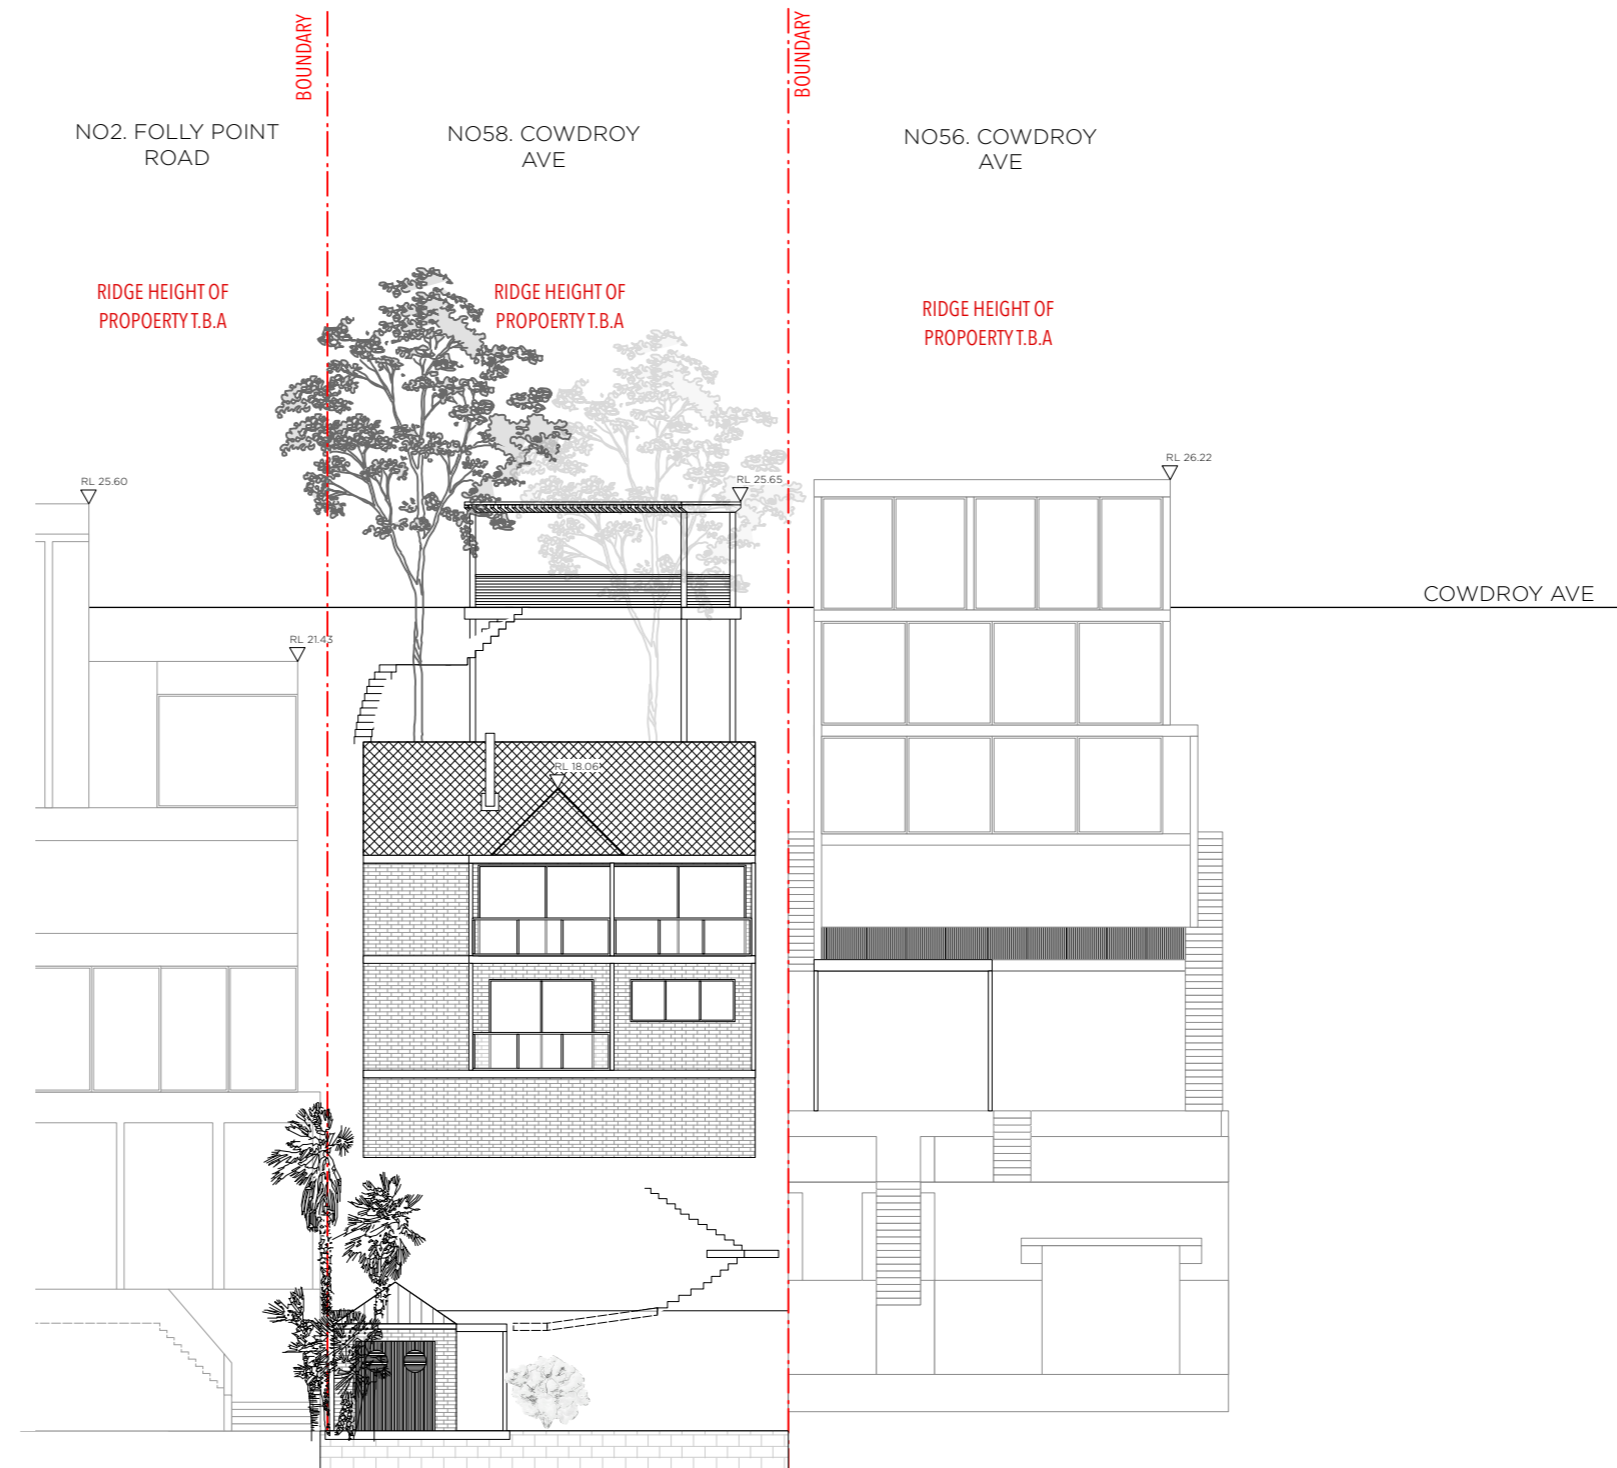 BOUNDARY
BOUNDARY
NO2. FOLLY POINT
ROAD
NO58. COWDROY
AVE
NO56. COWDROY
AVE
RIDGE HEIGHT OF
PROPOERTY T.B.A
RIDGE HEIGHT OF
PROPOERTY T.B.A
RIDGE HEIGHT OF
PROPOERTY T.B.A
RL 26.22
RL 25.60
RL 25.65
COWDROY AVE
RL 21.43
RL 18.06